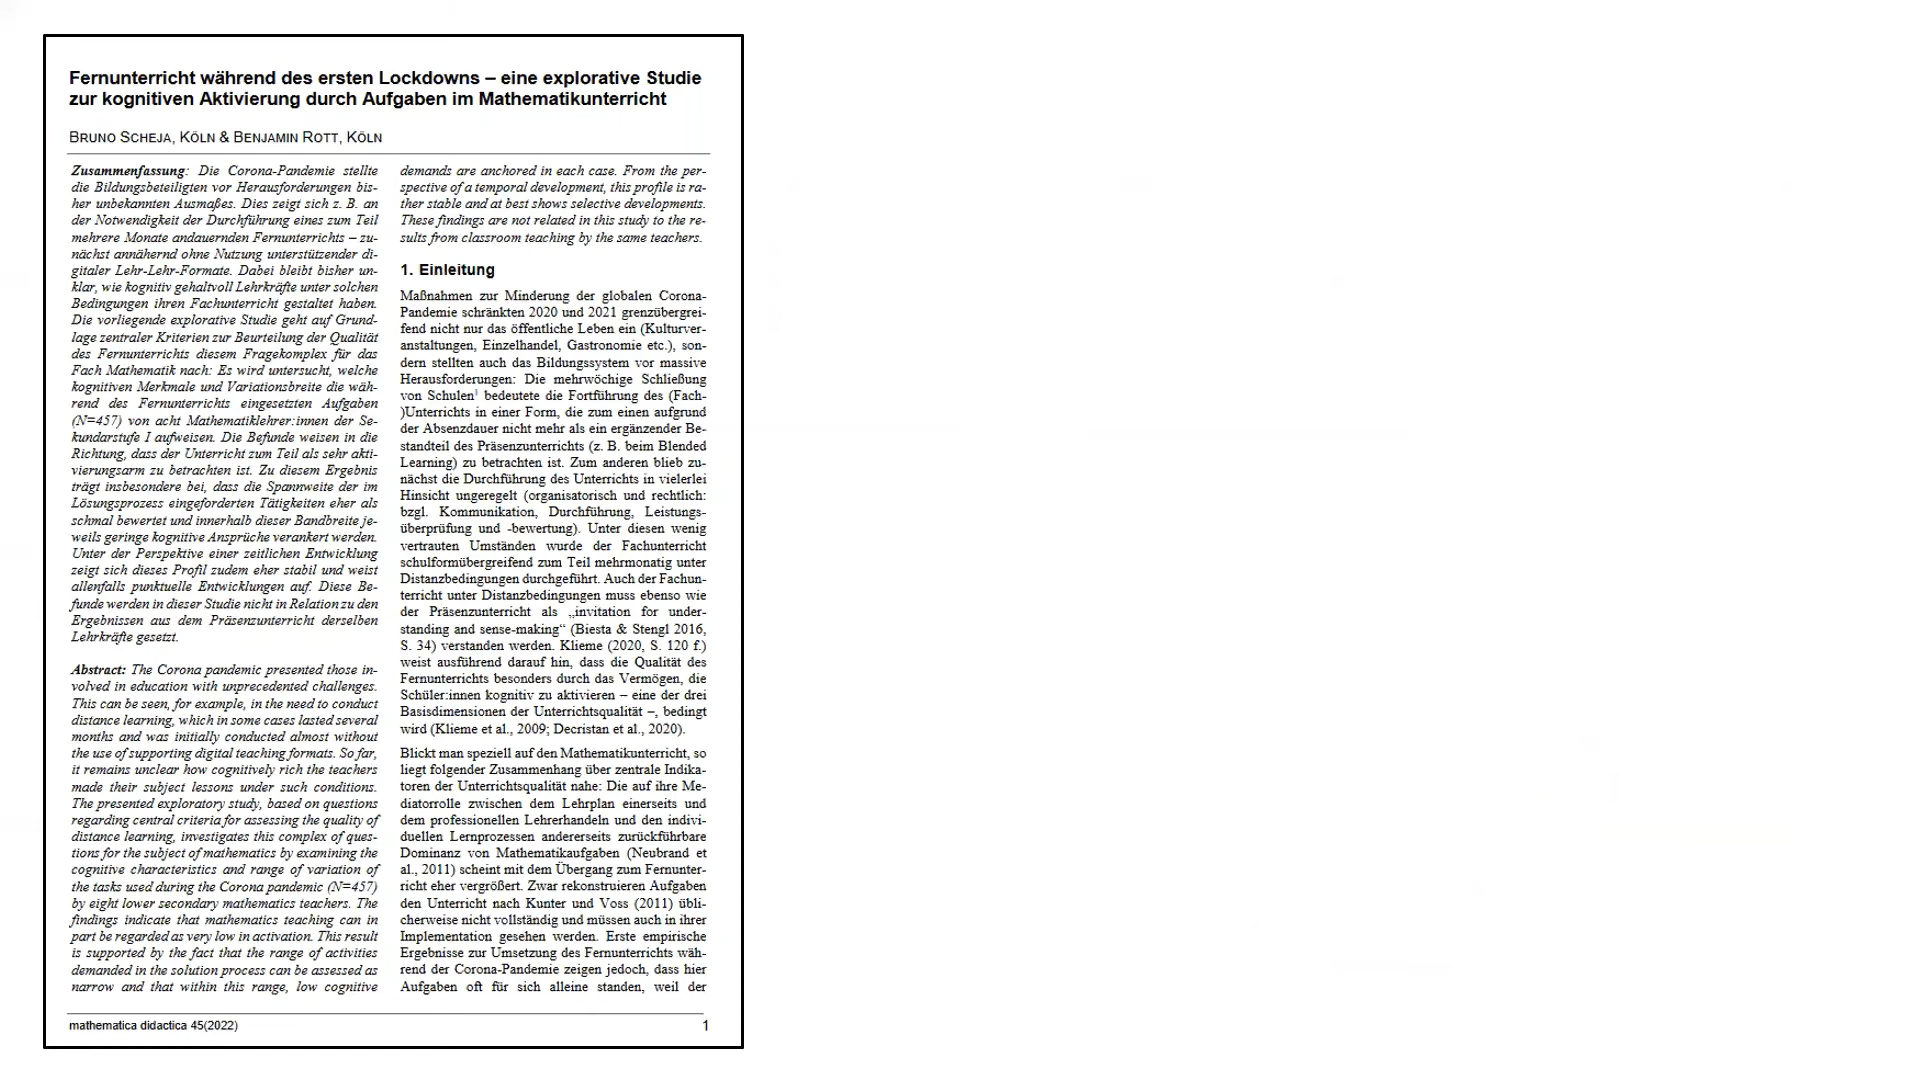 Fernunterricht während des ersten Lockdowns – eine explorative Studie
zur kognitiven Aktivierung durch Aufgaben im Mathematikunterricht
BRUNO SCHEJA, KÖLN & BENJAMIN ROTT, KÖLN
Zusammenfassung: Die Corona-Pandemie stellte
die Bildungsbeteiligten vor Herausforderungen bis-
her unbekannten Ausmaßes. Dies zeigt sich z. B. an
der Notwendigkeit der Durchführung eines zum Teil
mehrere Monate andauernden Fernunterrichts – zu-
nächst annähernd ohne Nutzung unterstützender di-
gitaler Lehr-Lehr-Formate. Dabei bleibt bisher un-
klar, wie kognitiv gehaltvoll Lehrkräfte unter solchen
Bedingungen ihren Fachunterricht gestaltet haben.
Die vorliegende explorative Studie geht auf Grund-
lage zentraler Kriterien zur Beurteilung der Qualität
des Fernunterrichts diesem Fragekomplex für das
Fach Mathematik nach: Es wird untersucht, welche
kognitiven Merkmale und Variationsbreite die wäh-
rend des Fernunterrichts eingesetzten Aufgaben
(N=457) von acht Mathematiklehrer:innen der Se-
kundarstufe I aufweisen. Die Befunde weisen in die
Richtung, dass der Unterricht zum Teil als sehr akti-
vierungsarm zu betrachten ist. Zu diesem Ergebnis
trägt insbesondere bei, dass die Spannweite der im
Lösungsprozess eingeforderten Tätigkeiten eher als
schmal bewertet und innerhalb dieser Bandbreite je-
weils geringe kognitive Ansprüche verankert werden.
Unter der Perspektive einer zeitlichen Entwicklung
zeigt sich dieses Profil zudem eher stabil und weist
allenfalls punktuelle Entwicklungen auf. Diese Be-
funde werden in dieser Studie nicht in Relation zu den
Ergebnissen aus dem Präsenzunterricht derselben
Lehrkräfte gesetzt.
Abstract: The Corona pandemic presented those in-
volved in education with unprecedented challenges.
This can be seen, for example, in the need to conduct
distance learning, which in some cases lasted several
months and was initially conducted almost without
the use of supporting digital teaching formats. So far,
it remains unclear how cognitively rich the teachers
made their subject lessons under such conditions.
The presented exploratory study, based on questions
regarding central criteria for assessing the quality of
distance learning, investigates this complex of ques-
tions for the subject of mathematics by examining the
cognitive characteristics and range of variation of
the tasks used during the Corona pandemic (N=457)
by eight lower secondary mathematics teachers. The
findings indicate that mathematics teaching can in
part be regarded as very low in activation. This result
is supported by the fact that the range of activities
demanded in the solution process can be assessed as
narrow and that within this range, low cognitive
demands are anchored in each case. From the per-
spective of a temporal development, this profile is ra-
ther stable and at best shows selective developments.
These findings are not related in this study to the re-
sults from classroom teaching by the same teachers.
1. Einleitung
Maßnahmen zur Minderung der globalen Corona-
Pandemie schränkten 2020 und 2021 grenzübergrei-
fend nicht nur das öffentliche Leben ein (Kulturver-
anstaltungen, Einzelhandel, Gastronomie etc.), son-
dern stellten auch das Bildungssystem vor massive
Herausforderungen: Die mehrwöchige Schließung
von Schulen¹ bedeutete die Fortführung des (Fach-
)Unterrichts in einer Form, die zum einen aufgrund
der Absenzdauer nicht mehr als ein ergänzender Be-
standteil des Präsenzunterrichts (z. B. beim Blended
Learning) zu betrachten ist. Zum anderen blieb zu-
nächst die Durchführung des Unterrichts in vielerlei
Hinsicht ungeregelt (organisatorisch und rechtlich:
bzgl. Kommunikation, Durchführung, Leistungs-
überprüfung und -bewertung). Unter diesen wenig
vertrauten Umständen wurde der Fachunterricht
schulformübergreifend zum Teil mehrmonatig unter
Distanzbedingungen durchgeführt. Auch der Fachun-
terricht unter Distanzbedingungen muss ebenso wie
der Präsenzunterricht als „invitation for under-
standing and sense-making“ (Biesta & Stengl 2016,
S. 34) verstanden werden. Klieme (2020, S. 120 f.)
weist ausführend darauf hin, dass die Qualität des
Fernunterrichts besonders durch das Vermögen, die
Schüler:innen kognitiv zu aktivieren – eine der drei
Basisdimensionen der Unterrichtsqualität –, bedingt
wird (Klieme et al., 2009; Decristan et al., 2020).
Blickt man speziell auf den Mathematikunterricht, so
liegt folgender Zusammenhang über zentrale Indika-
toren der Unterrichtsqualität nahe: Die auf ihre Me-
diatorrolle zwischen dem Lehrplan einerseits und
dem professionellen Lehrerhandeln und den indivi-
duellen Lernprozessen andererseits zurückführbare
Dominanz von Mathematikaufgaben (Neubrand et
al., 2011) scheint mit dem Übergang zum Fernunter-
richt eher vergrößert. Zwar rekonstruieren Aufgaben
den Unterricht nach Kunter und Voss (2011) übli-
cherweise nicht vollständig und müssen auch in ihrer
Implementation gesehen werden. Erste empirische
Ergebnisse zur Umsetzung des Fernunterrichts wäh-
rend der Corona-Pandemie zeigen jedoch, dass hier
Aufgaben oft für sich alleine standen, weil der
mathematica didactica 45(2022)
1